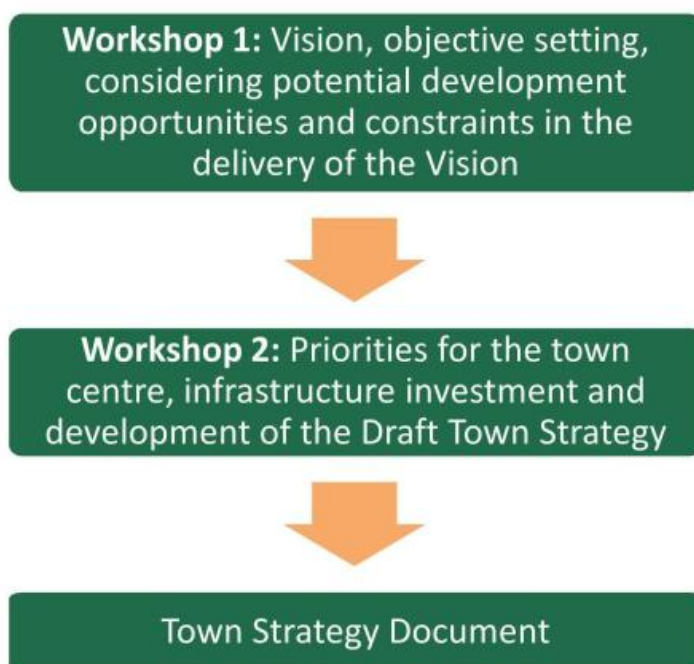 Workshop 1: Vision, objective setting,
considering potential development
opportunities and constraints in the
delivery of the Vision
Workshop 2: Priorities for the town
centre, infrastructure investment and
development of the Draft Town Strategy
Town Strategy Document